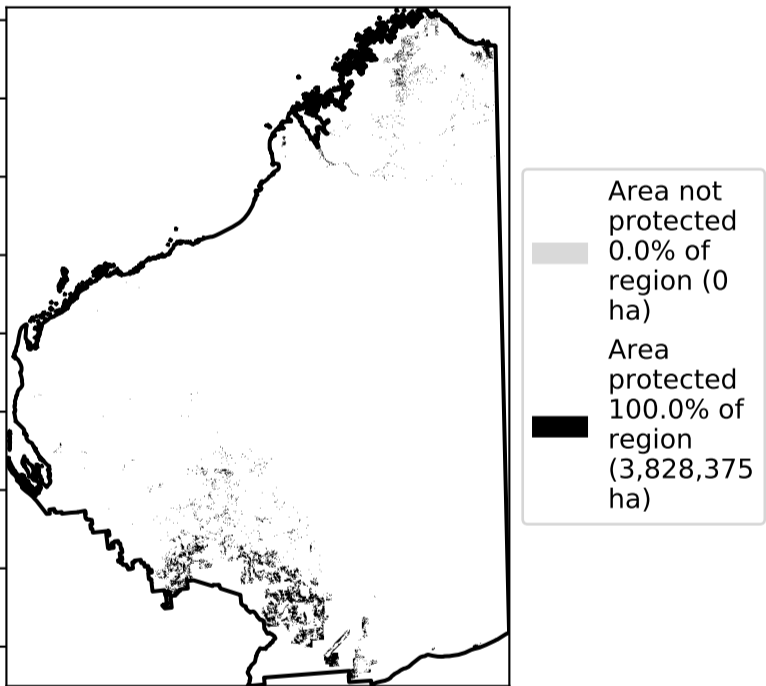 Area not
protected
0.0% of
region (0
ha)
Area
protected
100.0% of
region
(3,828,375
ha)